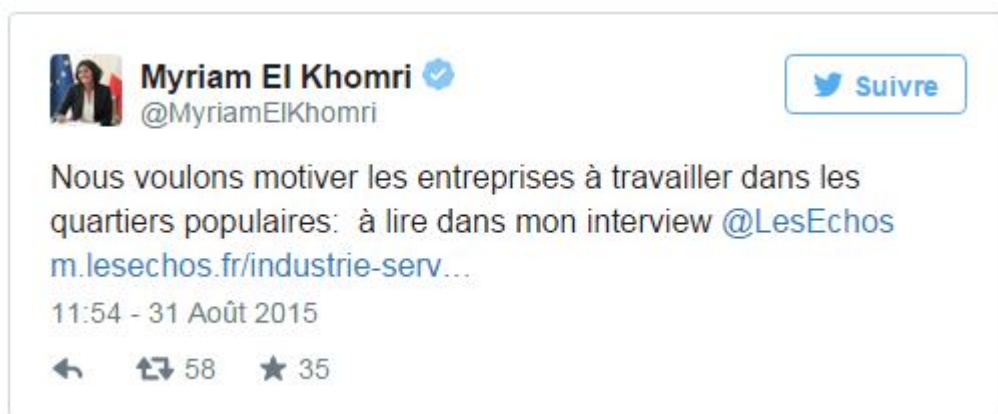 Myriam El Khomri
@MyriamElKhomri
Suivre
Nous voulons motiver les entreprises à travailler dans les
quartiers populaires:  à lire dans mon interview @LesEchos
m.lesechos.fr/industrie-serv…
11:54 - 31 Août 2015
58 35